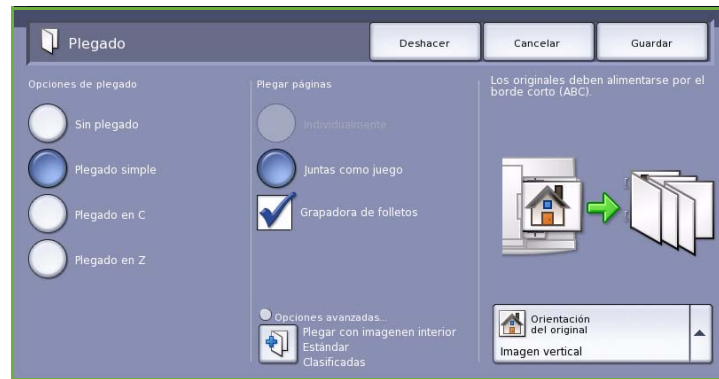 Plegado
Deshacer
Cancelar
Guardar
Opciones de plegado
Sin plegado
Plegado simple
Plegado en C
Plegado en Z
Plegar páginas
Individualmente
Juntas como juego
Grapadora de folletos
Opciones avanzadas...
Plegar con imagenen interior
Estándar
Clasificadas
Los originales deben alimentarse por el
borde corto (ABC).
Orientación
del original
Imagen vertical